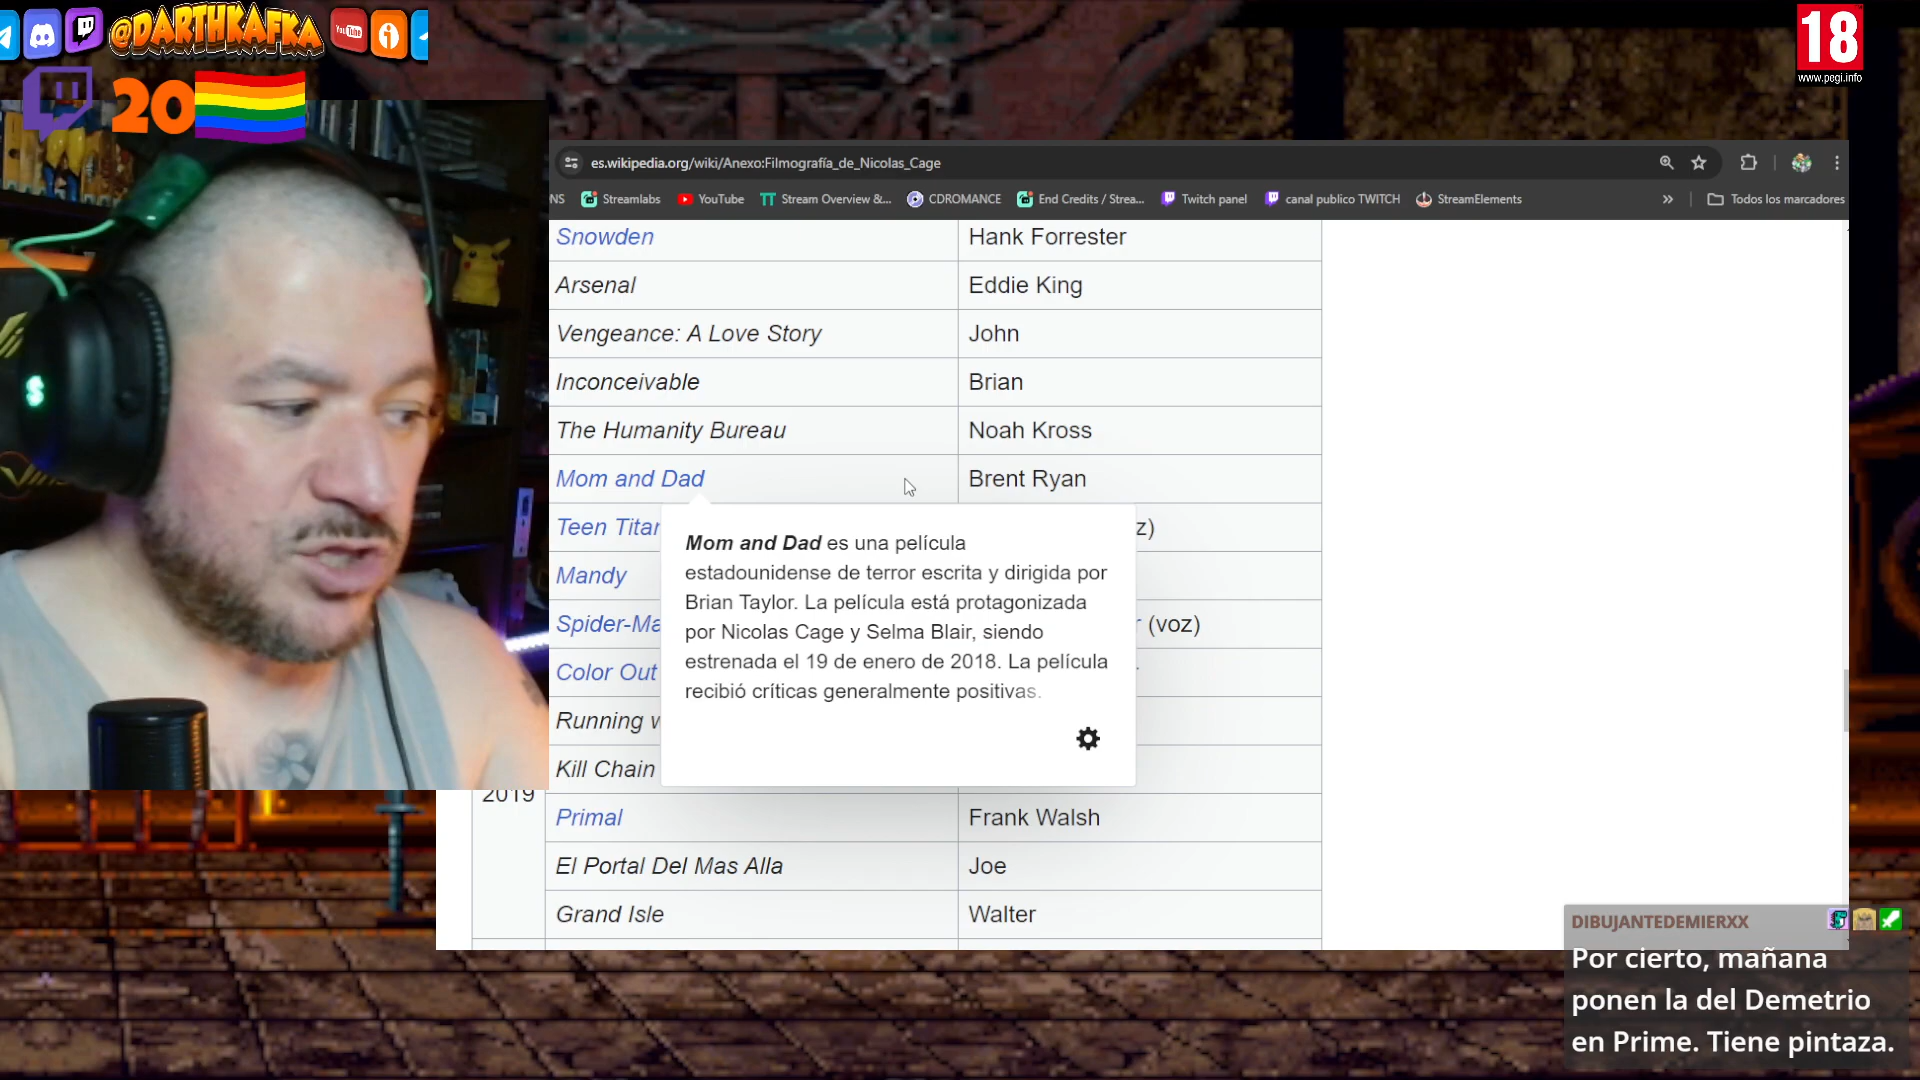 @DARTHKAFKA
YouTube
20
18
www.pegi.info
es.wikipedia.org/wiki/Anexo:Filmografía_de_Nicolas_Cage
NS Streamlabs YouTube Stream Overview &... CDROMANCE End Credits / Strea... Twitch panel canal publico TWITCH StreamElements » Todos los marcadores
Snowden Hank Forrester
Arsenal Eddie King
Vengeance: A Love Story John
Inconceivable Brian
The Humanity Bureau Noah Kross
Mom and Dad Brent Ryan
Teen Titan z)
Mandy
Spider-Ma r (voz)
Color Out
Running w
Kill Chain
2019
Primal Frank Walsh
El Portal Del Mas Alla Joe
Grand Isle Walter
Mom and Dad es una película
estadounidense de terror escrita y dirigida por
Brian Taylor. La película está protagonizada
por Nicolas Cage y Selma Blair, siendo
estrenada el 19 de enero de 2018. La película
recibió críticas generalmente positivas.
DIBUJANTEDEMIERXX
Por cierto, mañana
ponen la del Demetrio
en Prime. Tiene pintaza.